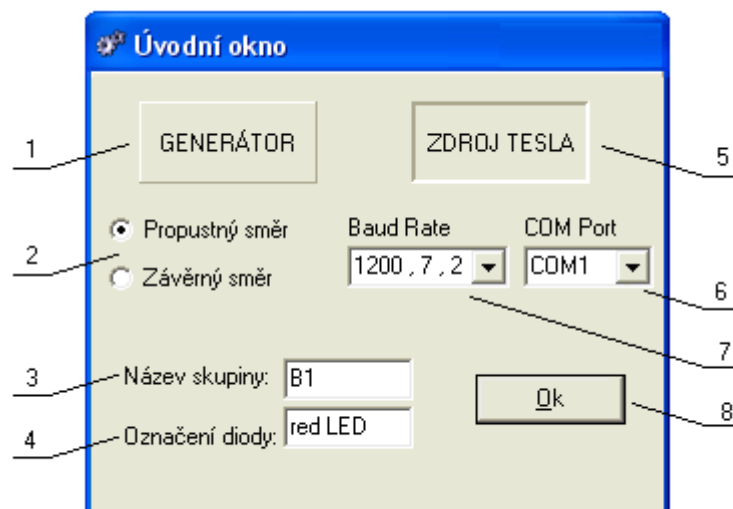 Úvodní okno
1 GENERÁTOR ZDROJ TESLA 5
2 Propustný směr Baud Rate COM Port
Závěrný směr 1200 , 7 , 2 COM1 6
7
3 Název skupiny: B1
4 Označení diody: red LED Ok 8